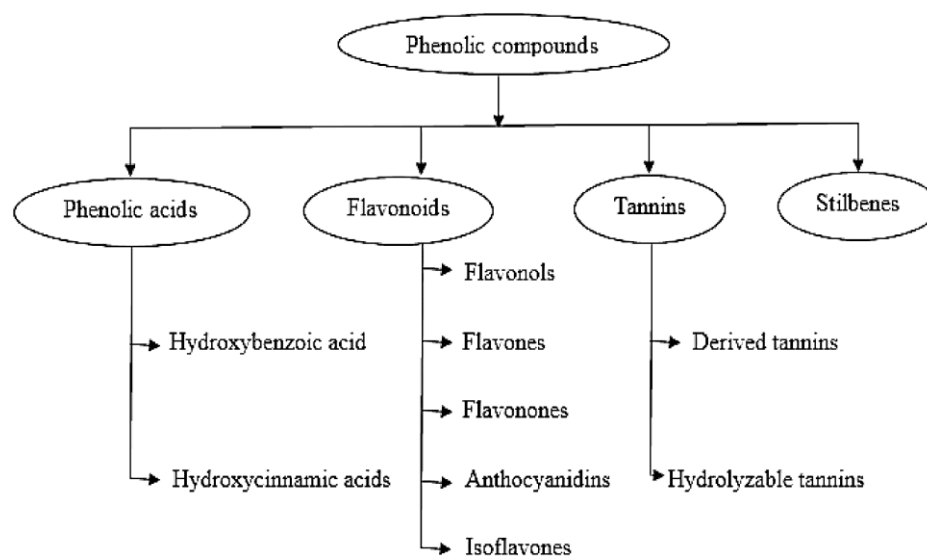 Phenolic compounds
Phenolic acids
Flavonoids
Tannins
Stilbenes
Flavonols
Hydroxybenzoic acid
Flavones
Derived tannins
Flavonones
Hydroxycinnamic acids
Anthocyanidins
Hydrolyzable tannins
Isoflavones